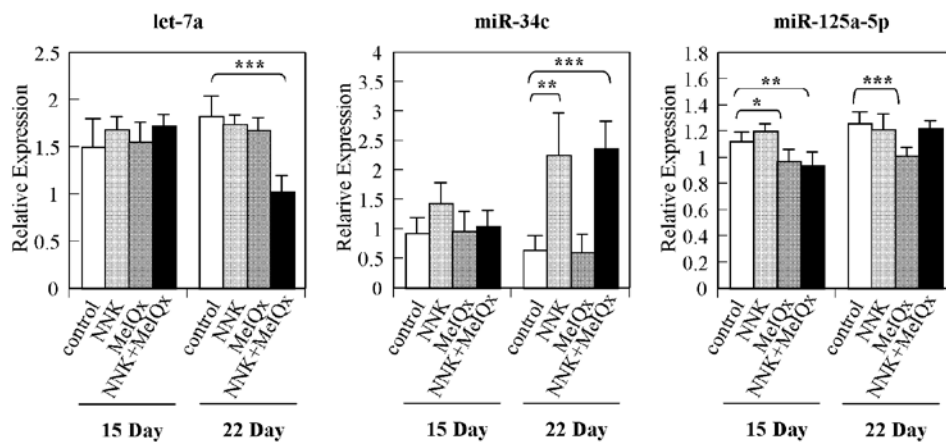 let-7a
Relative Expression
2.5
2
1.5
1
0.5
0
***
control
NNK
MeIQx
NNK+MeIQx
control
NNK
MeIQx
NNK+MeIQx
15 Day
22 Day
miR-34c
Relarive Expression
4
3.5
3
2.5
2
1.5
1
0.5
0
***
**
control
NNK
MeIQx
NNK+MeIQx
control
NNK
MeIQx
NNK+MeIQx
15 Day
22 Day
miR-125a-5p
Relative Expression
1.8
1.6
1.4
1.2
1
0.8
0.6
0.4
0.2
0
**
*
***
control
NNK
MeIQx
NNK+MeIQx
control
NNK
MeIQx
NNK+MeIQx
15 Day
22 Day